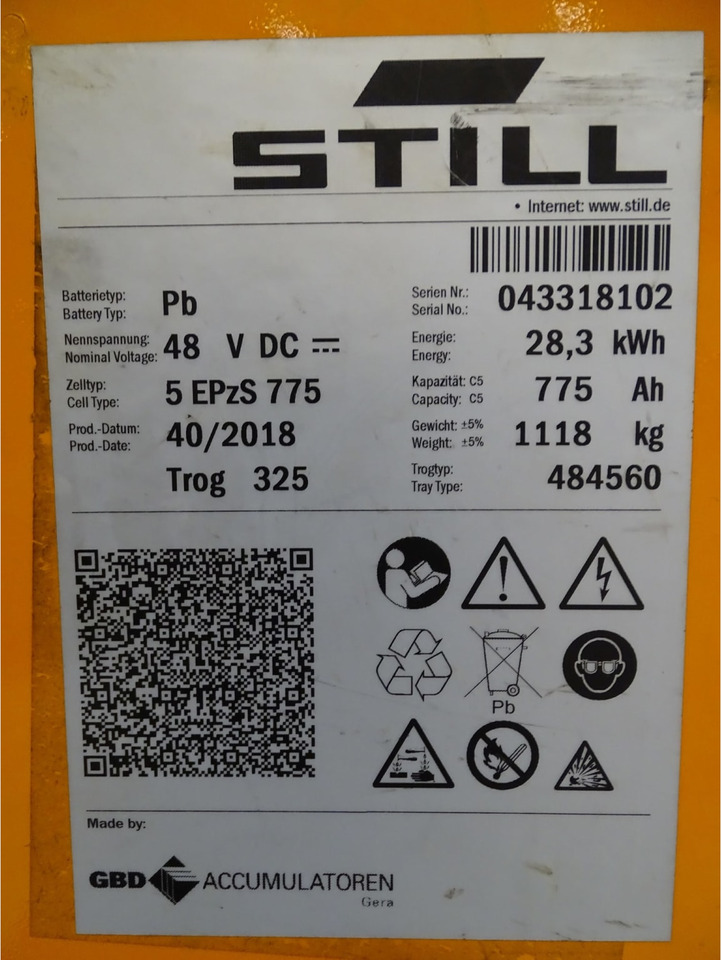 STILL
• Internet: www.still.de
Batterietyp:
Battery Typ: Pb
Serien Nr.:
Serial No.: 043318102
Nennspannung:
Nominal Voltage: 48 V DC
Energie:
Energy: 28,3 kWh
Zelltyp:
Cell Type: 5 EPzS 775
Kapazität: C5
Capacity: C5 775 Ah
Prod.-Datum:
Prod.-Date: 40/2018
Gewicht: ±5%
Weight: ±5% 1118 kg
Trog 325
Trogtyp:
Tray Type: 484560
Pb
Made by:
GBD ACCUMULATOREN
Gera